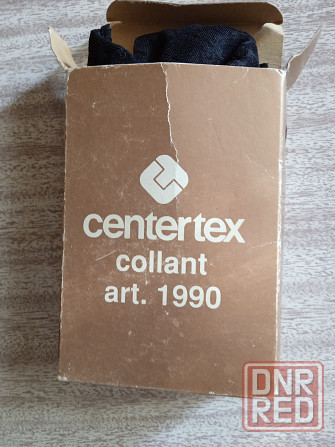 centertex
collant
art. 1990
DNR
RED